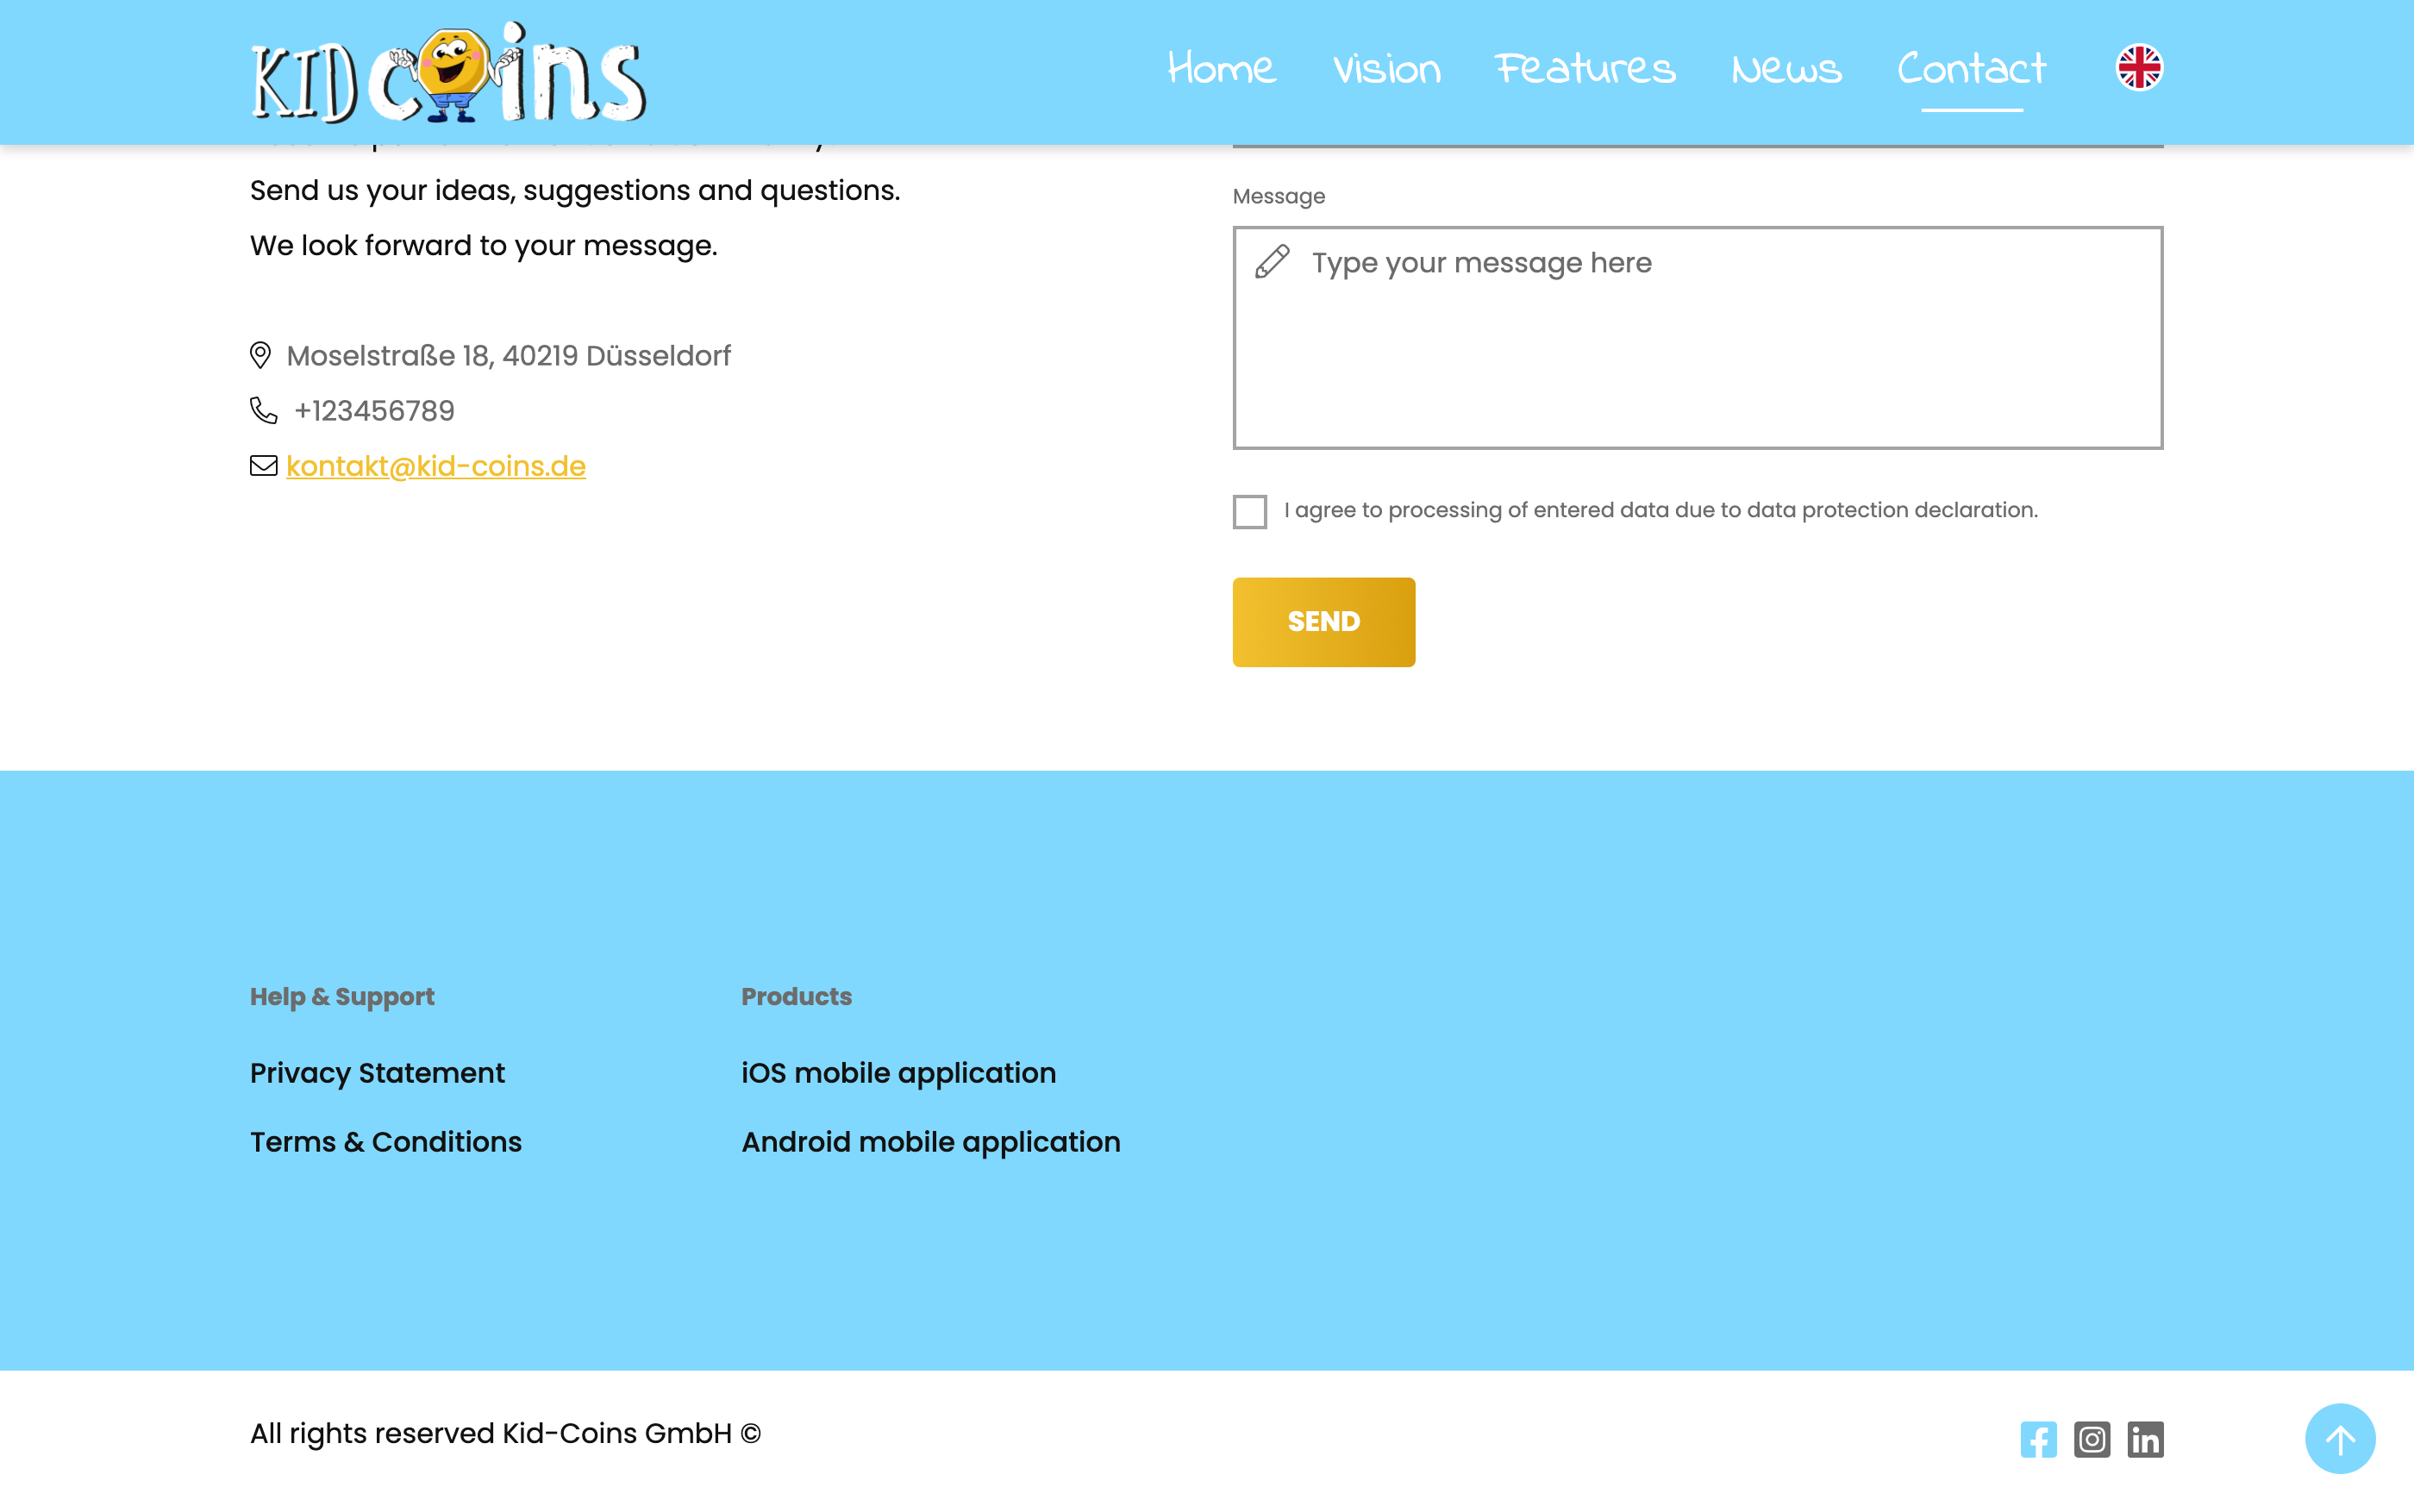 KID COINS
Home Vision Features News Contact
Send us your ideas, suggestions and questions.
We look forward to your message.
Moselstraße 18, 40219 Düsseldorf
+123456789
kontakt@kid-coins.de
Message
Type your message here
I agree to processing of entered data due to data protection declaration.
SEND
Help & Support
Privacy Statement
Terms & Conditions
Products
iOS mobile application
Android mobile application
All rights reserved Kid-Coins GmbH ©